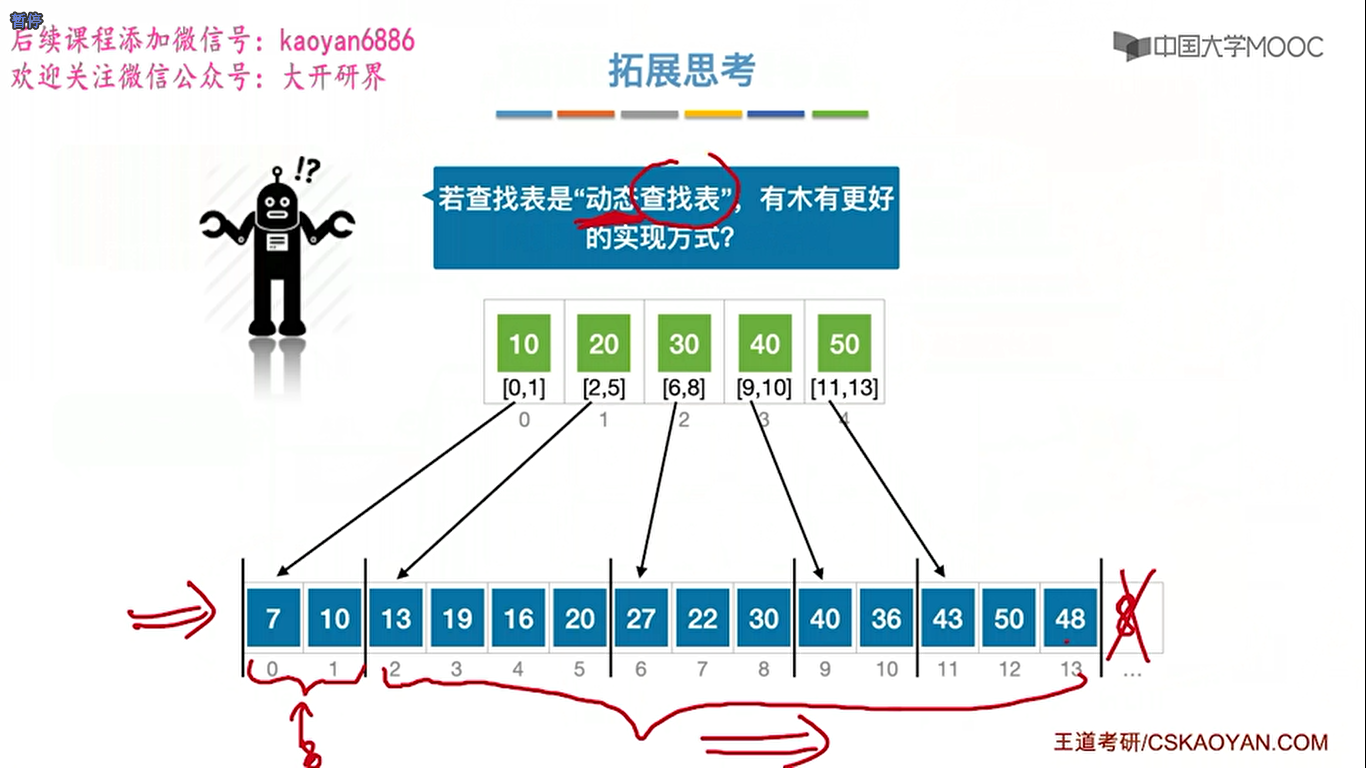 暂停
后续课程添加微信号：kaoyan6886
欢迎关注微信公众号：大开研界
中国大学MOOC
拓展思考
!?
若查找表是“动态查找表”，有木有更好
的实现方式？
10 20 30 40 50
[0,1] [2,5] [6,8] [9,10] [11,13]
0 1 2 3 4
7 10 13 19 16 20 27 22 30 40 36 43 50 48 8
0 1 2 3 4 5 6 7 8 9 10 11 12 13 ...
8
王道考研/CSKAOYAN.COM